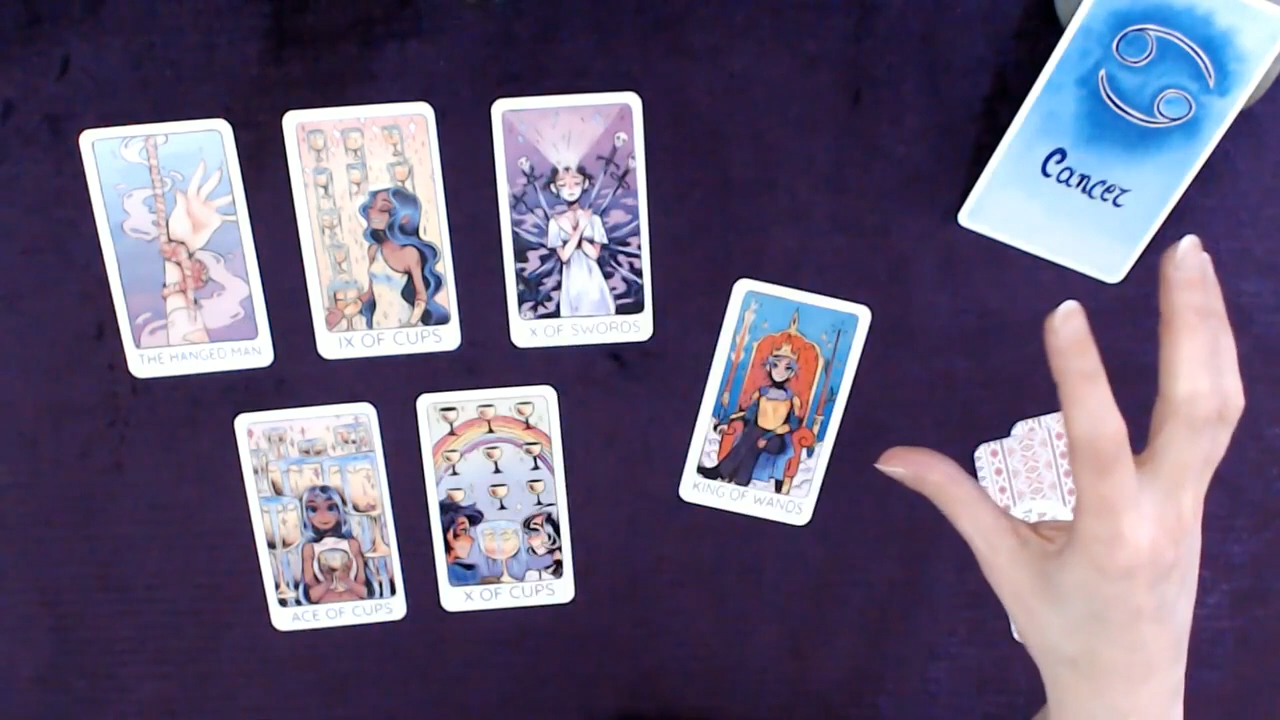 Cancer
THE HANGED MAN
IX OF CUPS
X OF SWORDS
KING OF WANDS
ACE OF CUPS
X OF CUPS